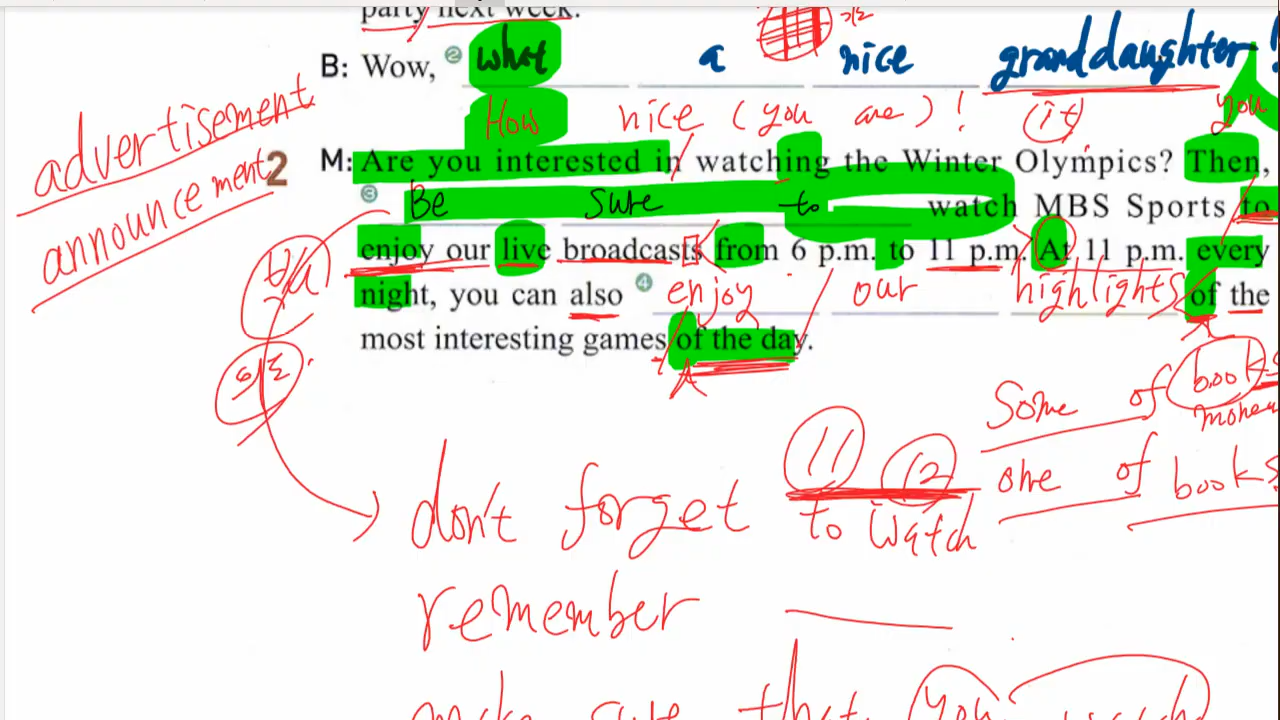 party next week.
B: Wow, ② what a nice granddaughter!
How nice (you are)! (it) you
advertisement
announcement
2 M: Are you interested in watching the Winter Olympics? Then,
③ Be sure to watch MBS Sports to
enjoy our live broadcasts from 6 p.m. to 11 p.m. At 11 p.m. every
night, you can also ④ enjoy our highlights of the
most interesting games of the day.
some of books
money
11 12
one of books
don't forget to watch
remember
make sure that you watch